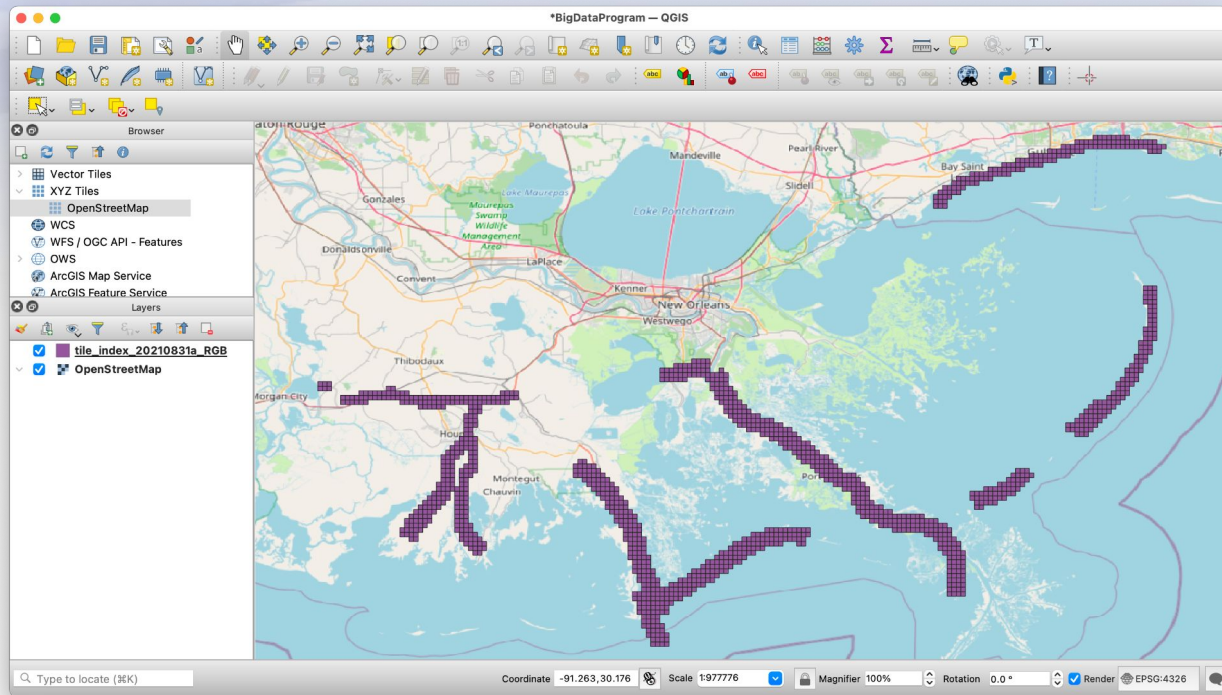 *BigDataProgram — QGIS
abc
abc
abc
Browser
Vector Tiles
XYZ Tiles
OpenStreetMap
WCS
WFS / OGC API - Features
OWS
ArcGIS Map Service
ArcGIS Feature Service
Layers
tile_index_20210831a_RGB
OpenStreetMap
Ponchatoula
Mandeville
Pearl River
Bay Saint
Slidell
Lake Maurepas
Gonzales
Maurepas
Swamp
Wildlife
Management
Area
Lake Pontchartrain
Donaldsonville
LaPlace
Convent
Kenner
New Orleans
Westwego
Thibodaux
Morgan City
Montegut
Chauvin
Type to locate (⌘K)
Coordinate -91.263,30.176 Scale 1:977776 Magnifier 100% Rotation 0.0 ° Render EPSG:4326